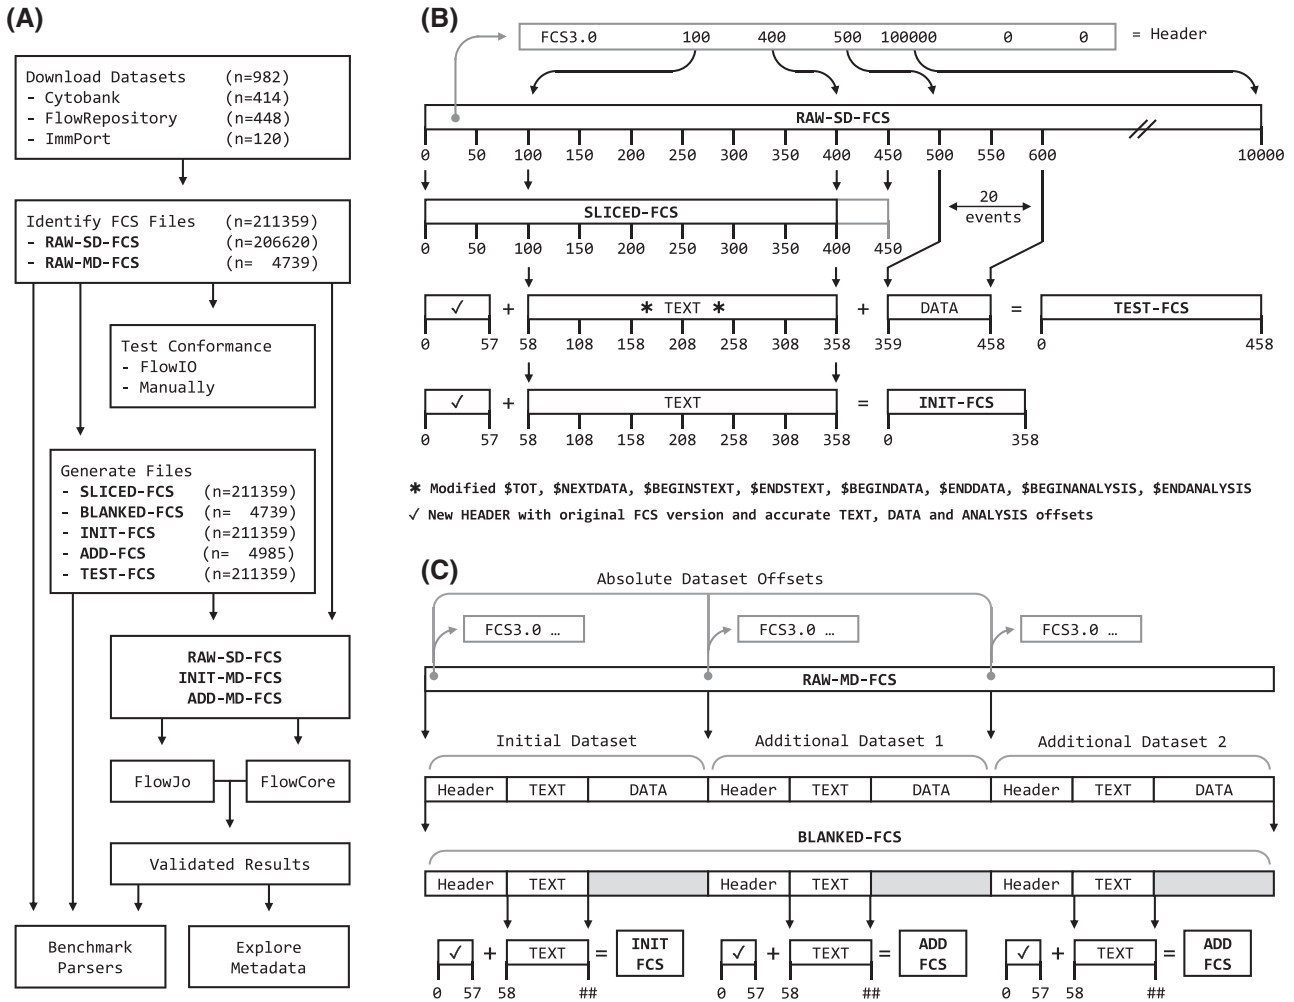 (A)
Download Datasets (n=982)
- Cytobank (n=414)
- FlowRepository (n=448)
- ImmPort (n=120)
Identify FCS Files (n=211359)
- RAW-SD-FCS (n=206620)
- RAW-MD-FCS (n= 4739)
Test Conformance
- FlowIO
- Manually
Generate Files
- SLICED-FCS (n=211359)
- BLANKED-FCS (n= 4739)
- INIT-FCS (n=211359)
- ADD-FCS (n= 4985)
- TEST-FCS (n=211359)
RAW-SD-FCS
INIT-MD-FCS
ADD-MD-FCS
FlowJo FlowCore
Validated Results
Benchmark
Parsers
Explore
Metadata
(B)
FCS3.0 100 400 500 100000 0 0 = Header
RAW-SD-FCS
0 50 100 150 200 250 300 350 400 450 500 550 600 // 10000
SLICED-FCS
0 50 100 150 200 250 300 350 400 450
20
events
✓ + * TEXT * + DATA = TEST-FCS
0 57 58 108 158 208 258 308 358 359 458 0 458
✓ + TEXT = INIT-FCS
0 57 58 108 158 208 258 308 358 0 358
* Modified $TOT, $NEXTDATA, $BEGINSTEXT, $ENDSTEXT, $BEGINDATA, $ENDDATA, $BEGINANALYSIS, $ENDANALYSIS
✓ New HEADER with original FCS version and accurate TEXT, DATA and ANALYSIS offsets
(C)
Absolute Dataset Offsets
FCS3.0 … FCS3.0 … FCS3.0 …
RAW-MD-FCS
Initial Dataset Additional Dataset 1 Additional Dataset 2
Header TEXT DATA Header TEXT DATA Header TEXT DATA
BLANKED-FCS
Header TEXT Header TEXT Header TEXT
✓ + TEXT = INIT FCS ✓ + TEXT = ADD FCS ✓ + TEXT = ADD FCS
0 57 58 ## 0 57 58 ## 0 57 58 ##